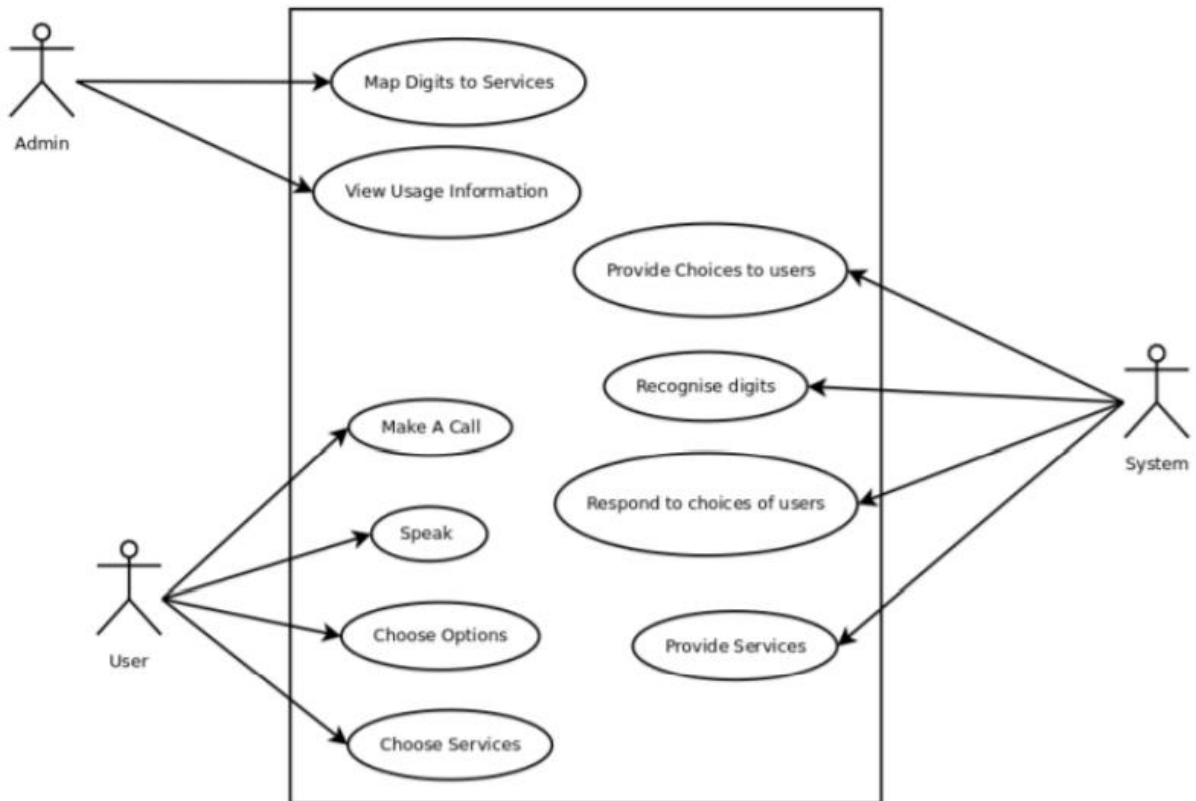 Map Digits to Services
Admin
View Usage Information
Provide Choices to users
Recognise digits
Make A Call
System
Respond to choices of users
Speak
Choose Options
Provide Services
User
Choose Services